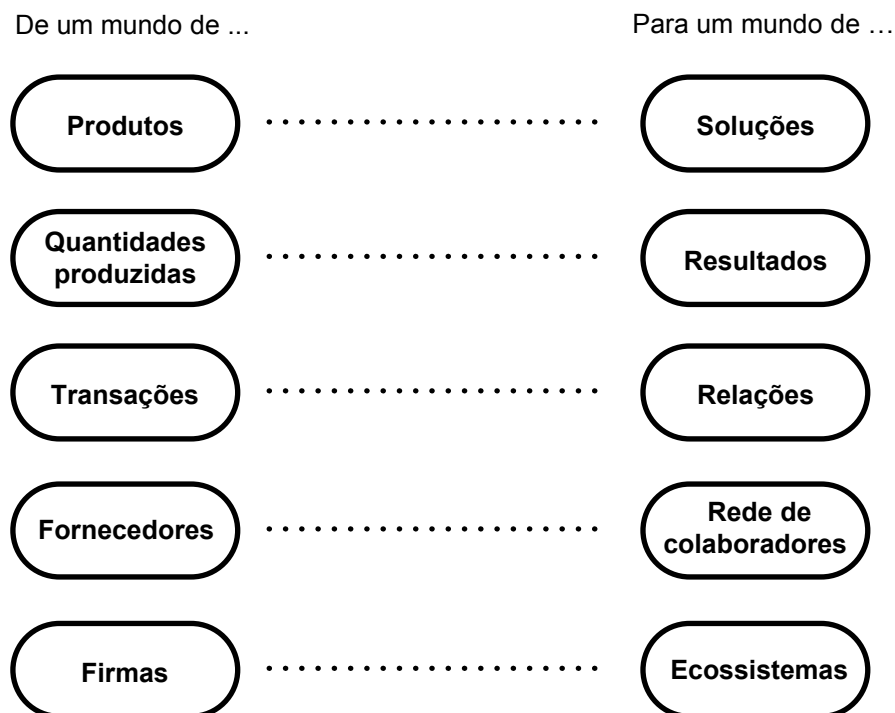 De um mundo de ...
Para um mundo de …
Produtos
Soluções
Quantidades
produzidas
Resultados
Transações
Relações
Fornecedores
Rede de
colaboradores
Firmas
Ecossistemas